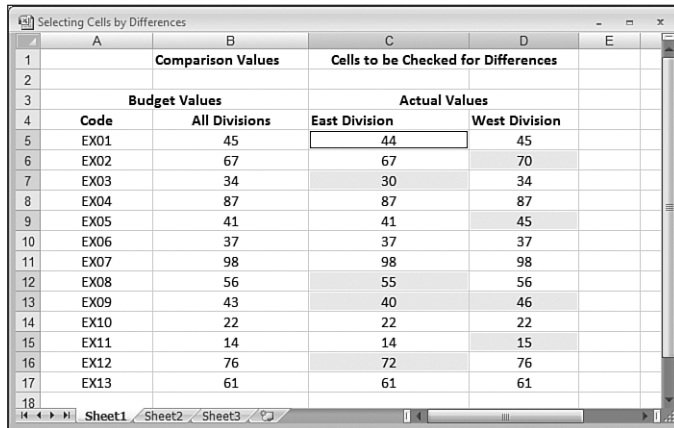 Selecting Cells by Differences
A B C D E
1 Comparison Values Cells to be Checked for Differences
2
3 Budget Values Actual Values
4 Code All Divisions East Division West Division
5 EX01 45 44 45
6 EX02 67 67 70
7 EX03 34 30 34
8 EX04 87 87 87
9 EX05 41 41 45
10 EX06 37 37 37
11 EX07 98 98 98
12 EX08 56 55 56
13 EX09 43 40 46
14 EX10 22 22 22
15 EX11 14 14 15
16 EX12 76 72 76
17 EX13 61 61 61
18
Sheet1 Sheet2 Sheet3